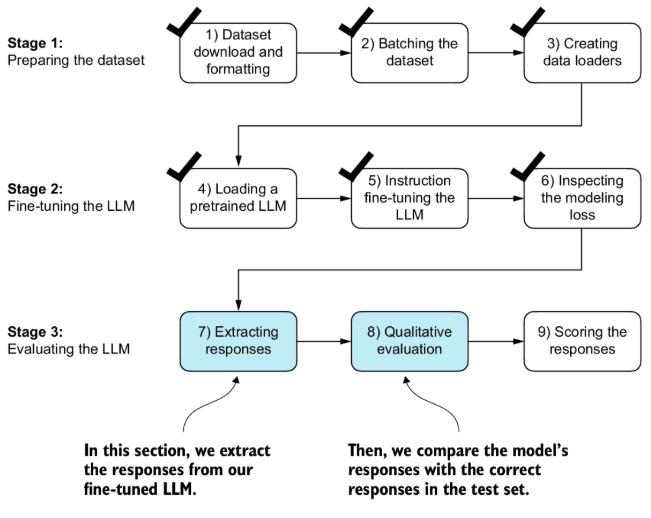 Stage 1:
Preparing the dataset
1) Dataset
download and
formatting
2) Batching the
dataset
3) Creating
data loaders
Stage 2:
Fine-tuning the LLM
4) Loading a
pretrained LLM
5) Instruction
fine-tuning the
LLM
6) Inspecting
the modeling
loss
Stage 3:
Evaluating the LLM
7) Extracting
responses
8) Qualitative
evaluation
9) Scoring the
responses
In this section, we extract
the responses from our
fine-tuned LLM.
Then, we compare the model's
responses with the correct
responses in the test set.